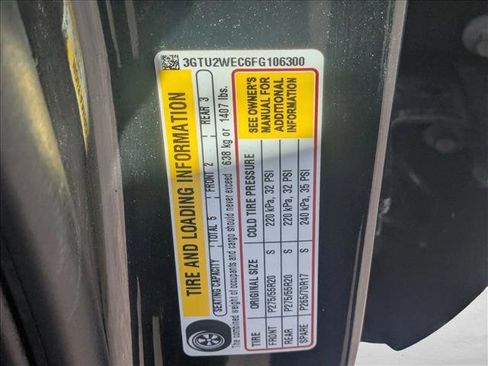 3GTU2WEC6FG106300
TIRE AND LOADING INFORMATION
SEATING CAPACITY TOTAL 5 FRONT 2 REAR 3
The combined weight of occupants and cargo should never exceed 638 kg or 1407 lbs.
TIRE ORIGINAL SIZE COLD TIRE PRESSURE
FRONT P275/55R20 S 220 kPa, 32 PSI
REAR P275/55R20 S 220 kPa, 32 PSI
SPARE P265/70R17 S 240 kPa, 35 PSI
SEE OWNER'S
MANUAL FOR
ADDITIONAL
INFORMATION